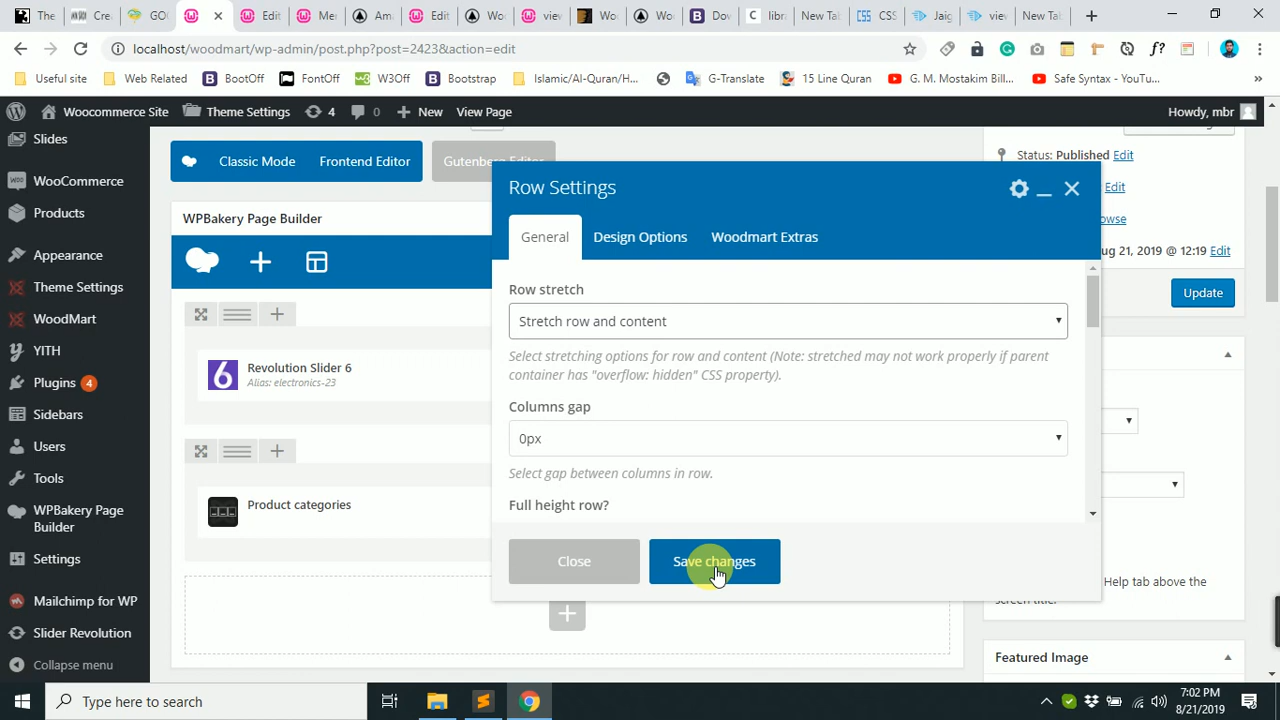 The
Cre
GO
Edit
Me
Am
Edit
Wo
view
Wo
Dov
libra
New Tab
CSS
Jaig
view
New Tab
localhost/woodmart/wp-admin/post.php?post=2423&action=edit
Useful site
Web Related
BootOff
FontOff
W3Off
Bootstrap
Islamic/Al-Quran/H...
G-Translate
15 Line Quran
G. M. Mostakim Bill...
Safe Syntax - YouTu...
»
Woocommerce Site
Theme Settings
4
0
New
View Page
Howdy, mbr
Slides
WooCommerce
Products
Appearance
Theme Settings
WoodMart
YITH
Plugins 4
Sidebars
Users
Tools
WPBakery Page
Builder
Settings
Mailchimp for WP
Slider Revolution
Collapse menu
Classic Mode
Frontend Editor
Gutenberg Editor
WPBakery Page Builder
6
Revolution Slider 6
Alias: electronics-23
Product categories
Row Settings
General
Design Options
Woodmart Extras
Row stretch
Stretch row and content
Select stretching options for row and content (Note: stretched may not work properly if parent
container has "overflow: hidden" CSS property).
Columns gap
0px
Select gap between columns in row.
Full height row?
Close
Save changes
Status: Published Edit
Edit
owse
ug 21, 2019 @ 12:19 Edit
Update
Help tab above the
screen title.
Featured Image
Type here to search
7:02 PM
8/21/2019